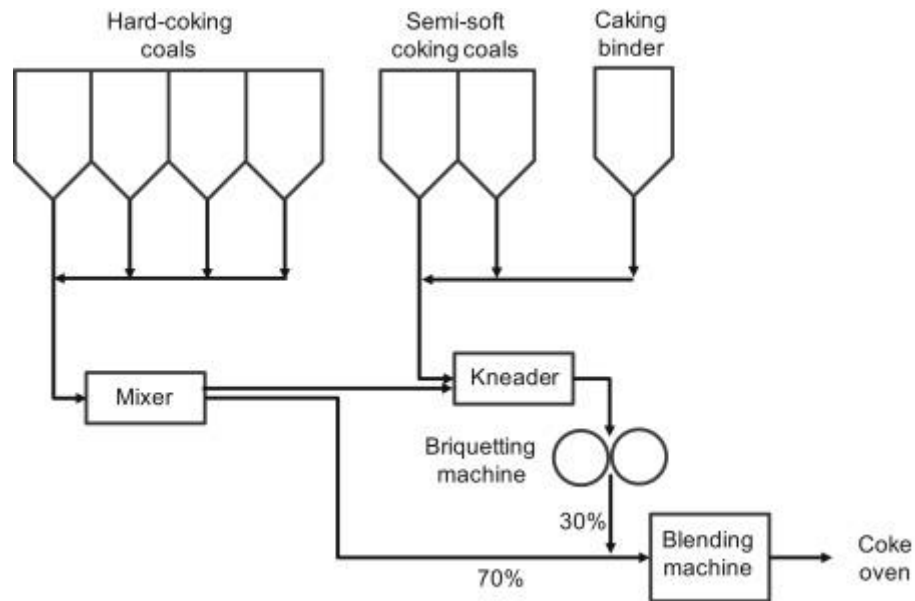 Hard-coking
coals
Semi-soft
coking coals
Caking
binder
Mixer
Kneader
Briquetting
machine
30%
70%
Blending
machine
Coke
oven